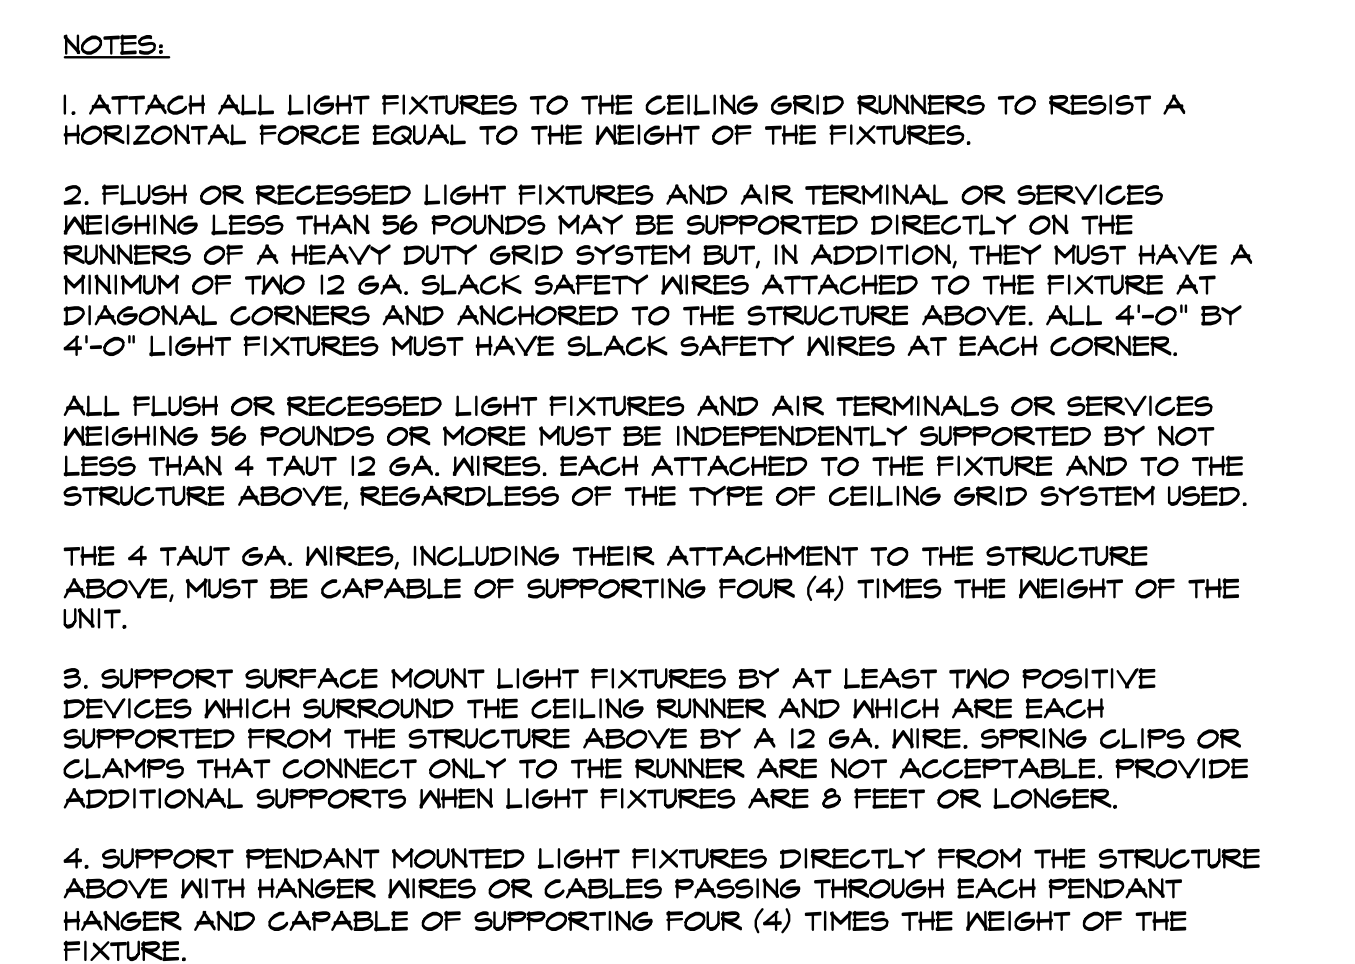 NOTES:
1. ATTACH ALL LIGHT FIXTURES TO THE CEILING GRID RUNNERS TO RESIST A
HORIZONTAL FORCE EQUAL TO THE WEIGHT OF THE FIXTURES.
2. FLUSH OR RECESSED LIGHT FIXTURES AND AIR TERMINAL OR SERVICES
WEIGHING LESS THAN 56 POUNDS MAY BE SUPPORTED DIRECTLY ON THE
RUNNERS OF A HEAVY DUTY GRID SYSTEM BUT, IN ADDITION, THEY MUST HAVE A
MINIMUM OF TWO 12 GA. SLACK SAFETY WIRES ATTACHED TO THE FIXTURE AT
DIAGONAL CORNERS AND ANCHORED TO THE STRUCTURE ABOVE. ALL 4'-0" BY
4'-0" LIGHT FIXTURES MUST HAVE SLACK SAFETY WIRES AT EACH CORNER.
ALL FLUSH OR RECESSED LIGHT FIXTURES AND AIR TERMINALS OR SERVICES
WEIGHING 56 POUNDS OR MORE MUST BE INDEPENDENTLY SUPPORTED BY NOT
LESS THAN 4 TAUT 12 GA. WIRES. EACH ATTACHED TO THE FIXTURE AND TO THE
STRUCTURE ABOVE, REGARDLESS OF THE TYPE OF CEILING GRID SYSTEM USED.
THE 4 TAUT GA. WIRES, INCLUDING THEIR ATTACHMENT TO THE STRUCTURE
ABOVE, MUST BE CAPABLE OF SUPPORTING FOUR (4) TIMES THE WEIGHT OF THE
UNIT.
3. SUPPORT SURFACE MOUNT LIGHT FIXTURES BY AT LEAST TWO POSITIVE
DEVICES WHICH SURROUND THE CEILING RUNNER AND WHICH ARE EACH
SUPPORTED FROM THE STRUCTURE ABOVE BY A 12 GA. WIRE. SPRING CLIPS OR
CLAMPS THAT CONNECT ONLY TO THE RUNNER ARE NOT ACCEPTABLE. PROVIDE
ADDITIONAL SUPPORTS WHEN LIGHT FIXTURES ARE 8 FEET OR LONGER.
4. SUPPORT PENDANT MOUNTED LIGHT FIXTURES DIRECTLY FROM THE STRUCTURE
ABOVE WITH HANGER WIRES OR CABLES PASSING THROUGH EACH PENDANT
HANGER AND CAPABLE OF SUPPORTING FOUR (4) TIMES THE WEIGHT OF THE
FIXTURE.